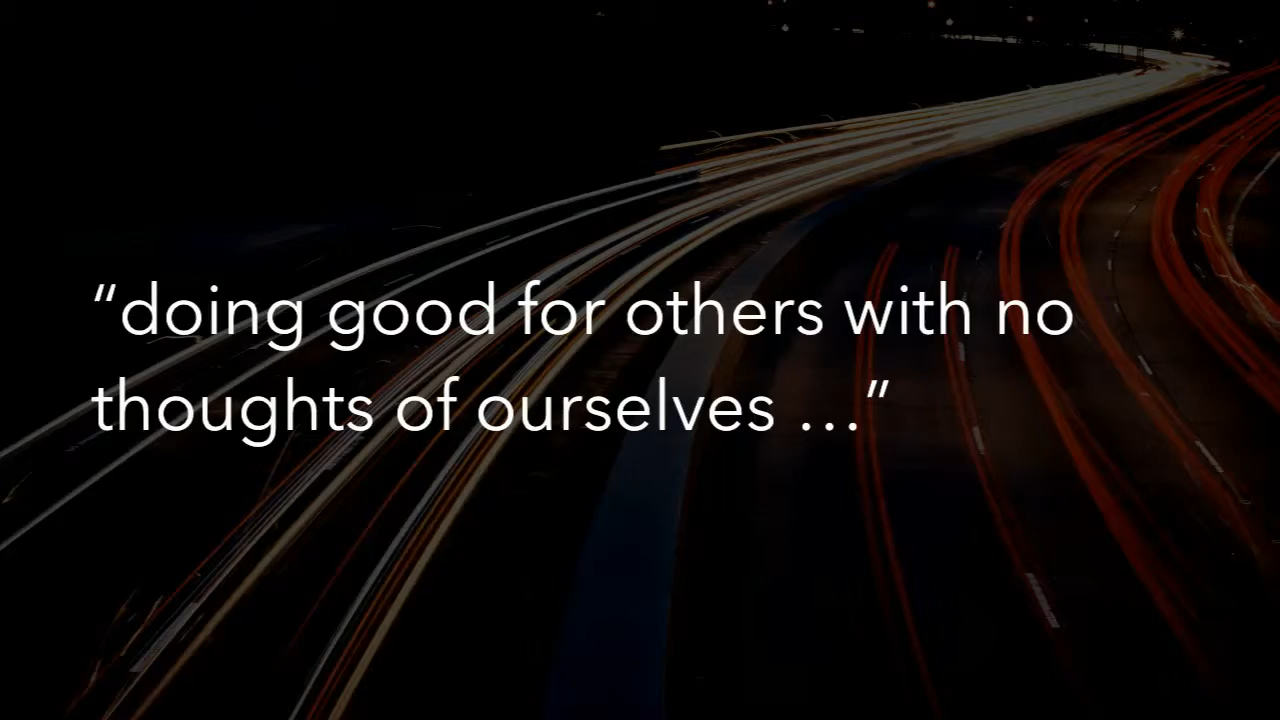 “doing good for others with no
thoughts of ourselves …”